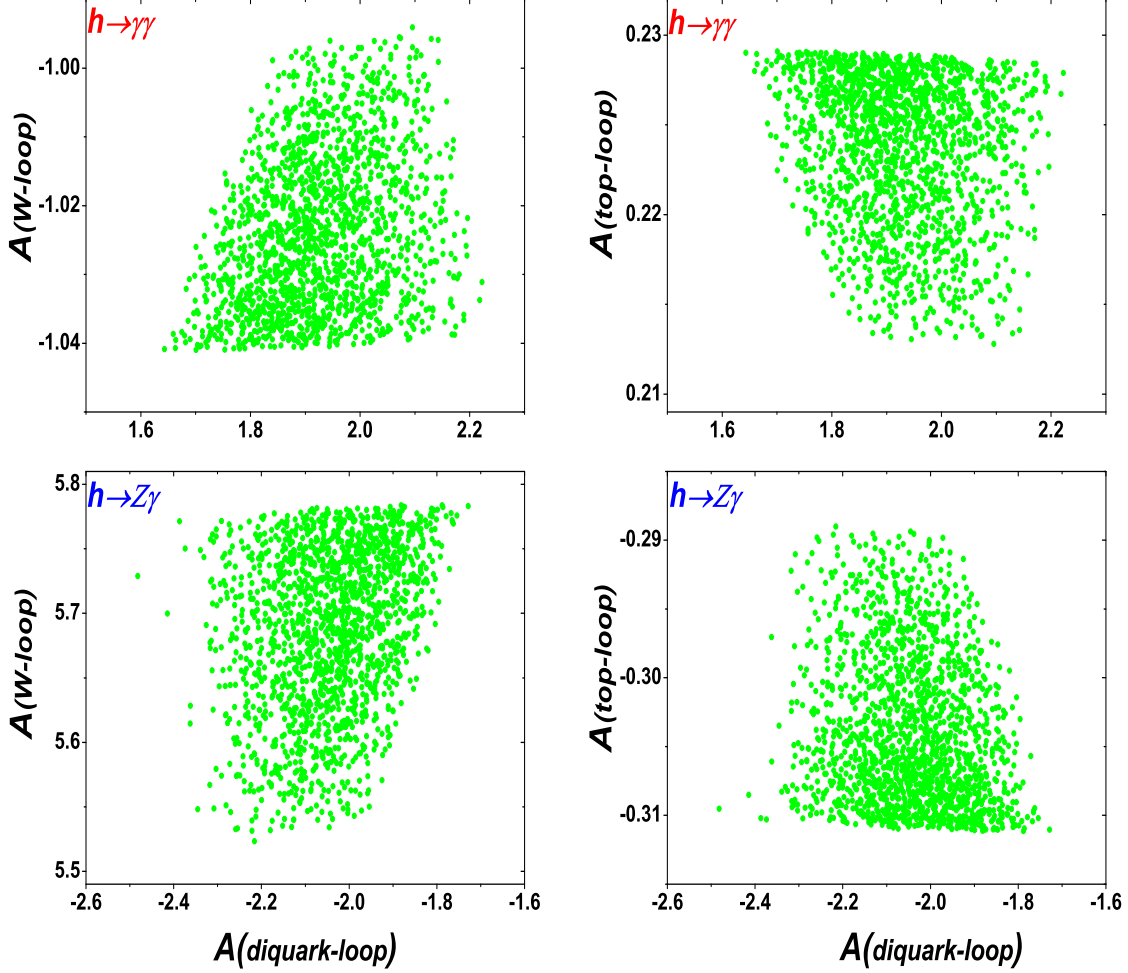 h→γγ
-1.00
-1.02
-1.04
A(W-loop)
1.6 1.8 2.0 2.2
h→γγ
0.23
0.22
0.21
A(top-loop)
1.6 1.8 2.0 2.2
h→Zγ
5.8
5.7
5.6
5.5
A(W-loop)
-2.6 -2.4 -2.2 -2.0 -1.8 -1.6
A(diquark-loop)
h→Zγ
-0.29
-0.30
-0.31
A(top-loop)
-2.6 -2.4 -2.2 -2.0 -1.8 -1.6
A(diquark-loop)